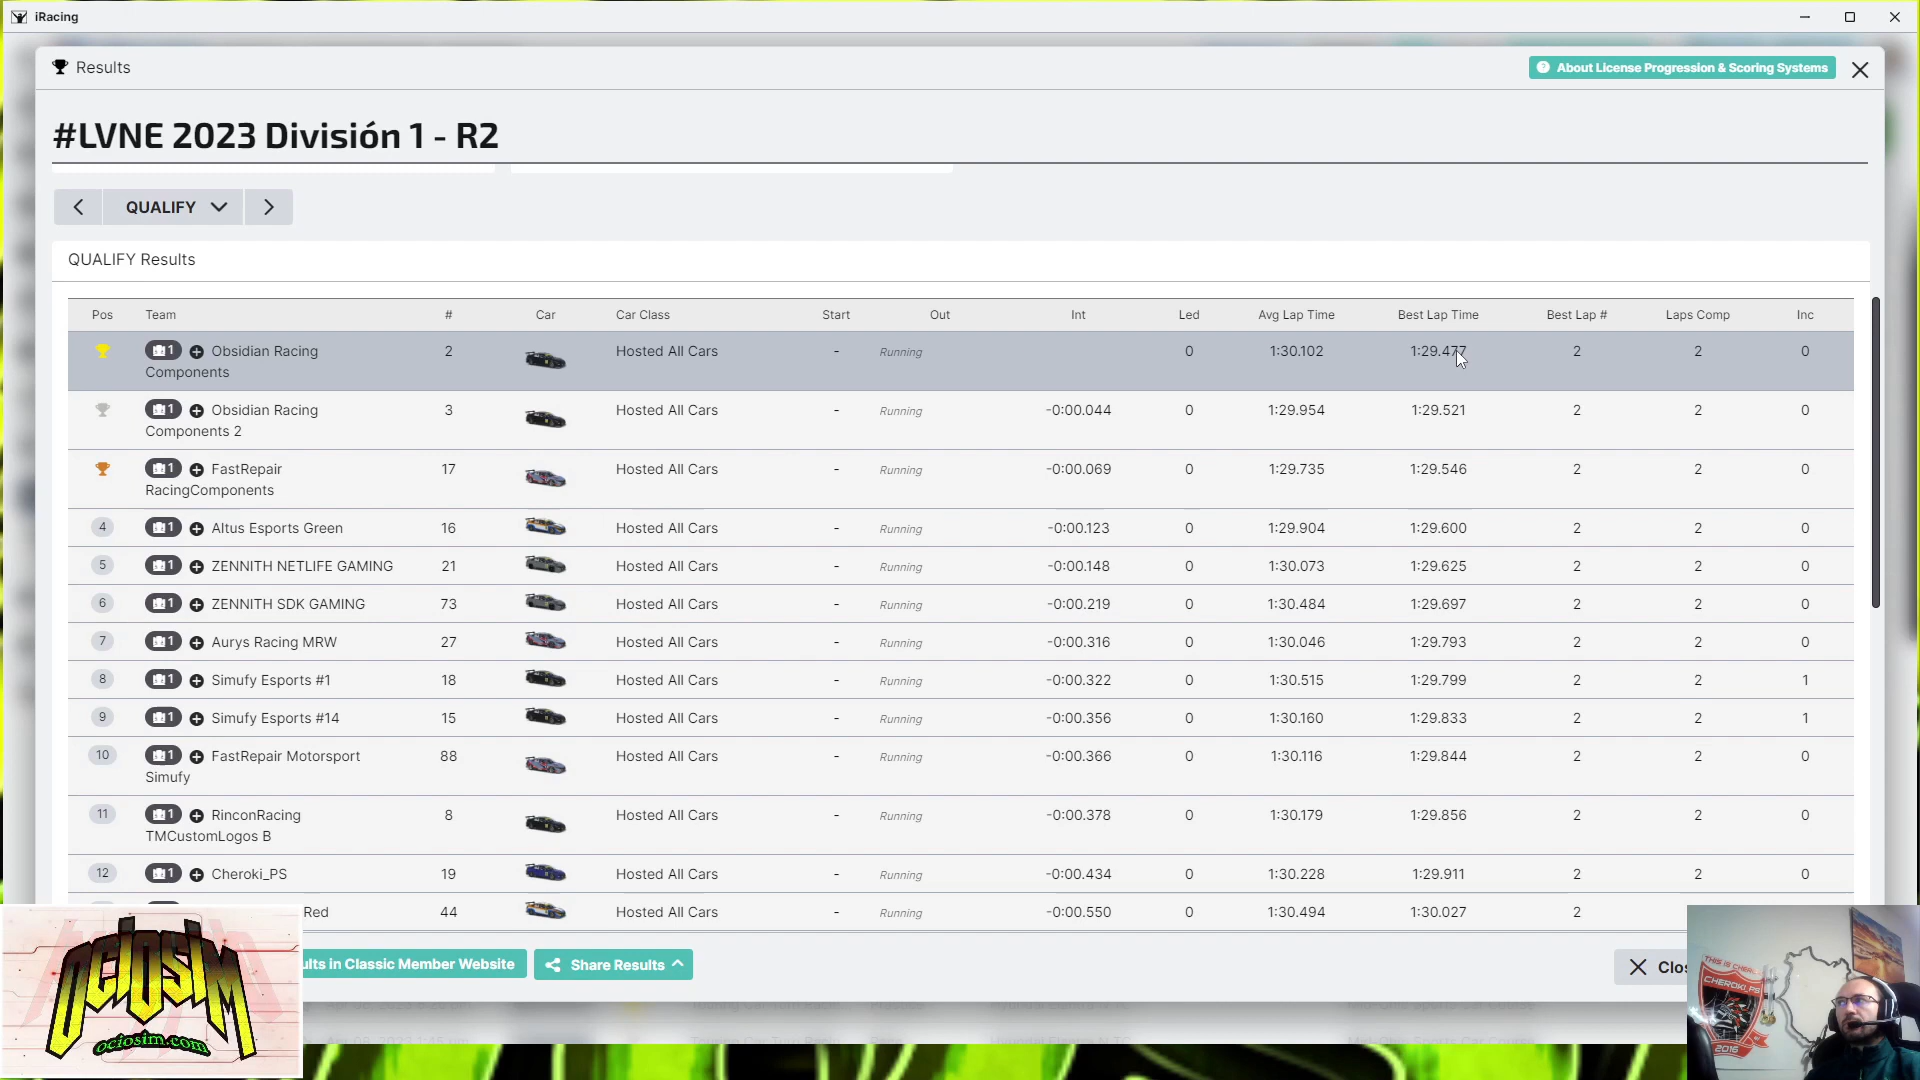 iRacing
Results
About License Progression & Scoring Systems
#LVNE 2023 División 1 - R2
QUALIFY
QUALIFY Results
Pos Team # Car Car Class Start Out Int Led Avg Lap Time Best Lap Time Best Lap # Laps Comp Inc
1 Obsidian Racing 2 Hosted All Cars - Running 0 1:30.102 1:29.477 2 2 0
Components
1 Obsidian Racing 3 Hosted All Cars - Running -0:00.044 0 1:29.954 1:29.521 2 2 0
Components 2
1 FastRepair 17 Hosted All Cars - Running -0:00.069 0 1:29.735 1:29.546 2 2 0
RacingComponents
4 1 Altus Esports Green 16 Hosted All Cars - Running -0:00.123 0 1:29.904 1:29.600 2 2 0
5 1 ZENNITH NETLIFE GAMING 21 Hosted All Cars - Running -0:00.148 0 1:30.073 1:29.625 2 2 0
6 1 ZENNITH SDK GAMING 73 Hosted All Cars - Running -0:00.219 0 1:30.484 1:29.697 2 2 0
7 1 Aurys Racing MRW 27 Hosted All Cars - Running -0:00.316 0 1:30.046 1:29.793 2 2 0
8 1 Simufy Esports #1 18 Hosted All Cars - Running -0:00.322 0 1:30.515 1:29.799 2 2 1
9 1 Simufy Esports #14 15 Hosted All Cars - Running -0:00.356 0 1:30.160 1:29.833 2 2 1
10 1 FastRepair Motorsport 88 Hosted All Cars - Running -0:00.366 0 1:30.116 1:29.844 2 2 0
Simufy
11 1 RinconRacing 8 Hosted All Cars - Running -0:00.378 0 1:30.179 1:29.856 2 2 0
TMCustomLogos B
12 1 Cheroki_PS 19 Hosted All Cars - Running -0:00.434 0 1:30.228 1:29.911 2 2 0
Red 44 Hosted All Cars - Running -0:00.550 0 1:30.494 1:30.027 2
ults in Classic Member Website
Share Results
Clos
OCIOSIM
ociosim.com
THIS IS CHEROKI
CHEROKI_PS
2016